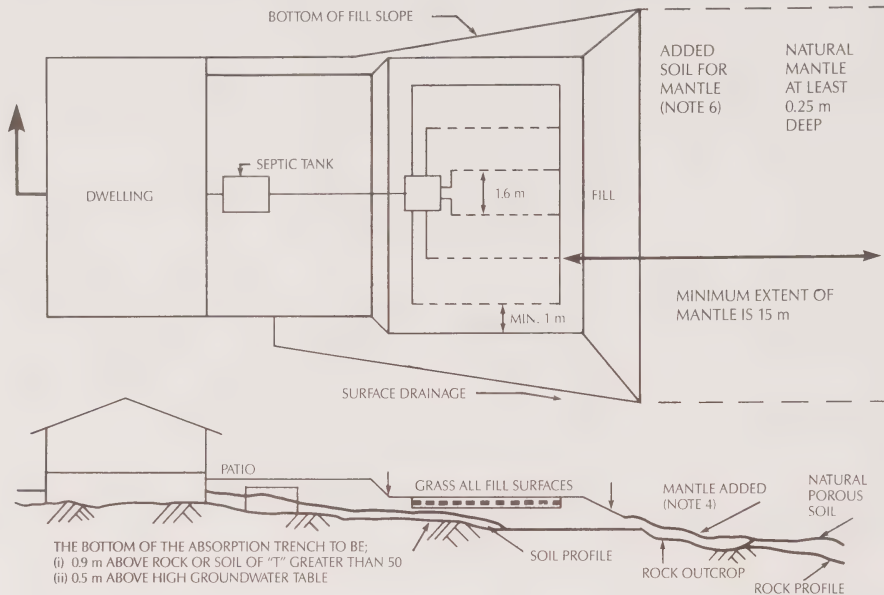 BOTTOM OF FILL SLOPE
ADDED
SOIL FOR
MANTLE
(NOTE 6)
NATURAL
MANTLE
AT LEAST
0.25 m
DEEP
SEPTIC TANK
DWELLING
1.6 m
FILL
MIN. 1 m
MINIMUM EXTENT OF
MANTLE IS 15 m
SURFACE DRAINAGE
PATIO
GRASS ALL FILL SURFACES
MANTLE ADDED
(NOTE 4)
NATURAL
POROUS
SOIL
THE BOTTOM OF THE ABSORPTION TRENCH TO BE;
(i) 0.9 m ABOVE ROCK OR SOIL OF "T" GREATER THAN 50
(ii) 0.5 m ABOVE HIGH GROUNDWATER TABLE
SOIL PROFILE
ROCK OUTCROP
ROCK PROFILE